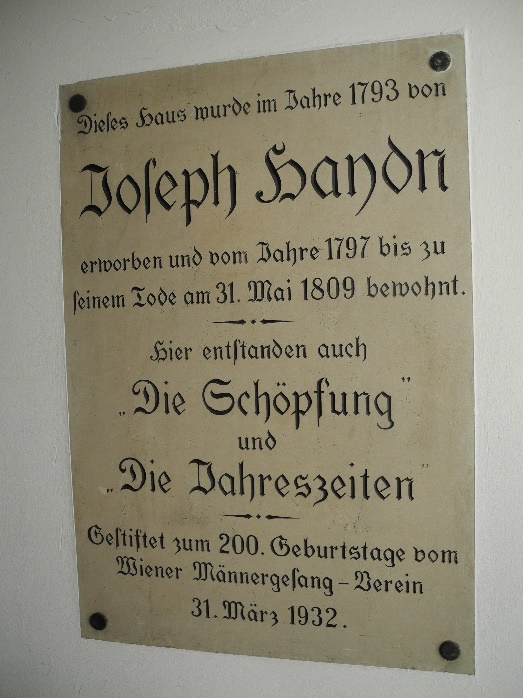 Dieses Haus wurde im Jahre 1793 von
Joseph Haydn
erworben und vom Jahre 1797 bis zu
seinem Tode am 31. Mai 1809 bewohnt.
Hier entstanden auch
„Die Schöpfung"
und
„Die Jahreszeiten"
Gestiftet zum 200. Geburtstage vom
Wiener Männergesang - Verein
31. März 1932.